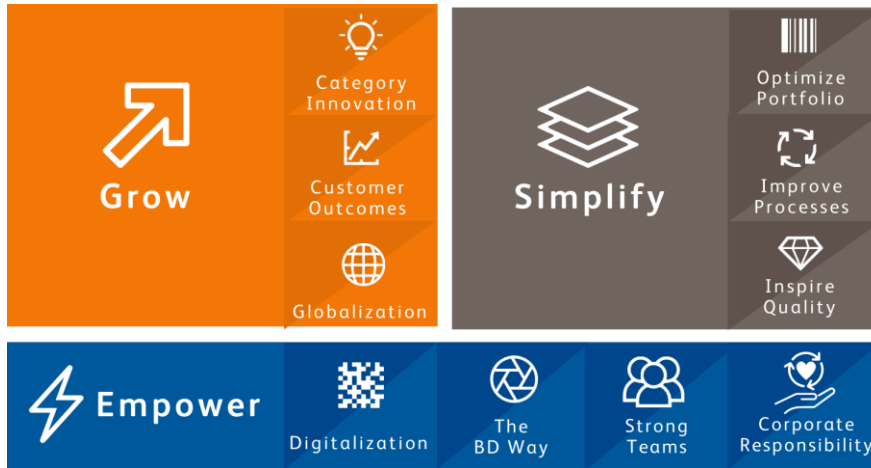 Grow
Category
Innovation
Customer
Outcomes
Globalization
Simplify
Optimize
Portfolio
Improve
Processes
Inspire
Quality
Empower
Digitalization
The
BD Way
Strong
Teams
Corporate
Responsibility